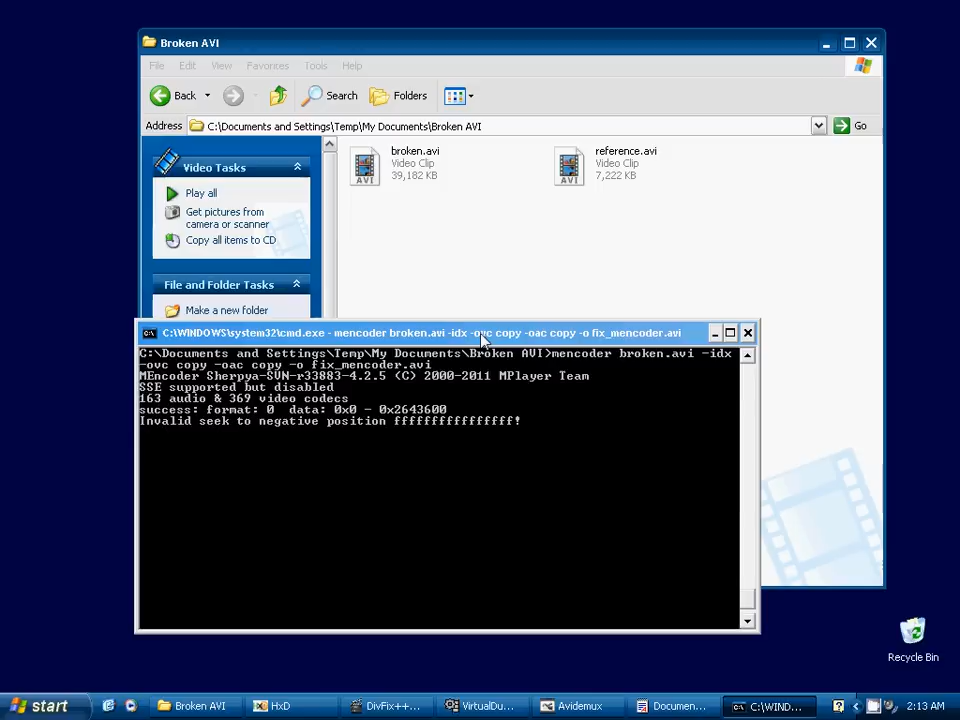 Broken AVI
File Edit View Favorites Tools Help
Back Search Folders
Address C:\Documents and Settings\Temp\My Documents\Broken AVI Go
Video Tasks
Play all
Get pictures from
camera or scanner
Copy all items to CD
File and Folder Tasks
Make a new folder
broken.avi
Video Clip
39,182 KB
reference.avi
Video Clip
7,222 KB
AVI
AVI
C:\WINDOWS\system32\cmd.exe - mencoder broken.avi -idx -ovc copy -oac copy -o fix_mencoder.avi
C:\Documents and Settings\Temp\My Documents\Broken AVI>mencoder broken.avi -idx
-ovc copy -oac copy -o fix_mencoder.avi
MEncoder Sherpya-SVN-r33883-4.2.5 (C) 2000-2011 MPlayer Team
SSE supported but disabled
163 audio & 369 video codecs
success: format: 0  data: 0x0 - 0x2643600
Invalid seek to negative position ffffffffffffffff!
Recycle Bin
start Broken AVI HxD DivFix++... VirtualDu... Avidemux Documen... C:\WIND... 2:13 AM